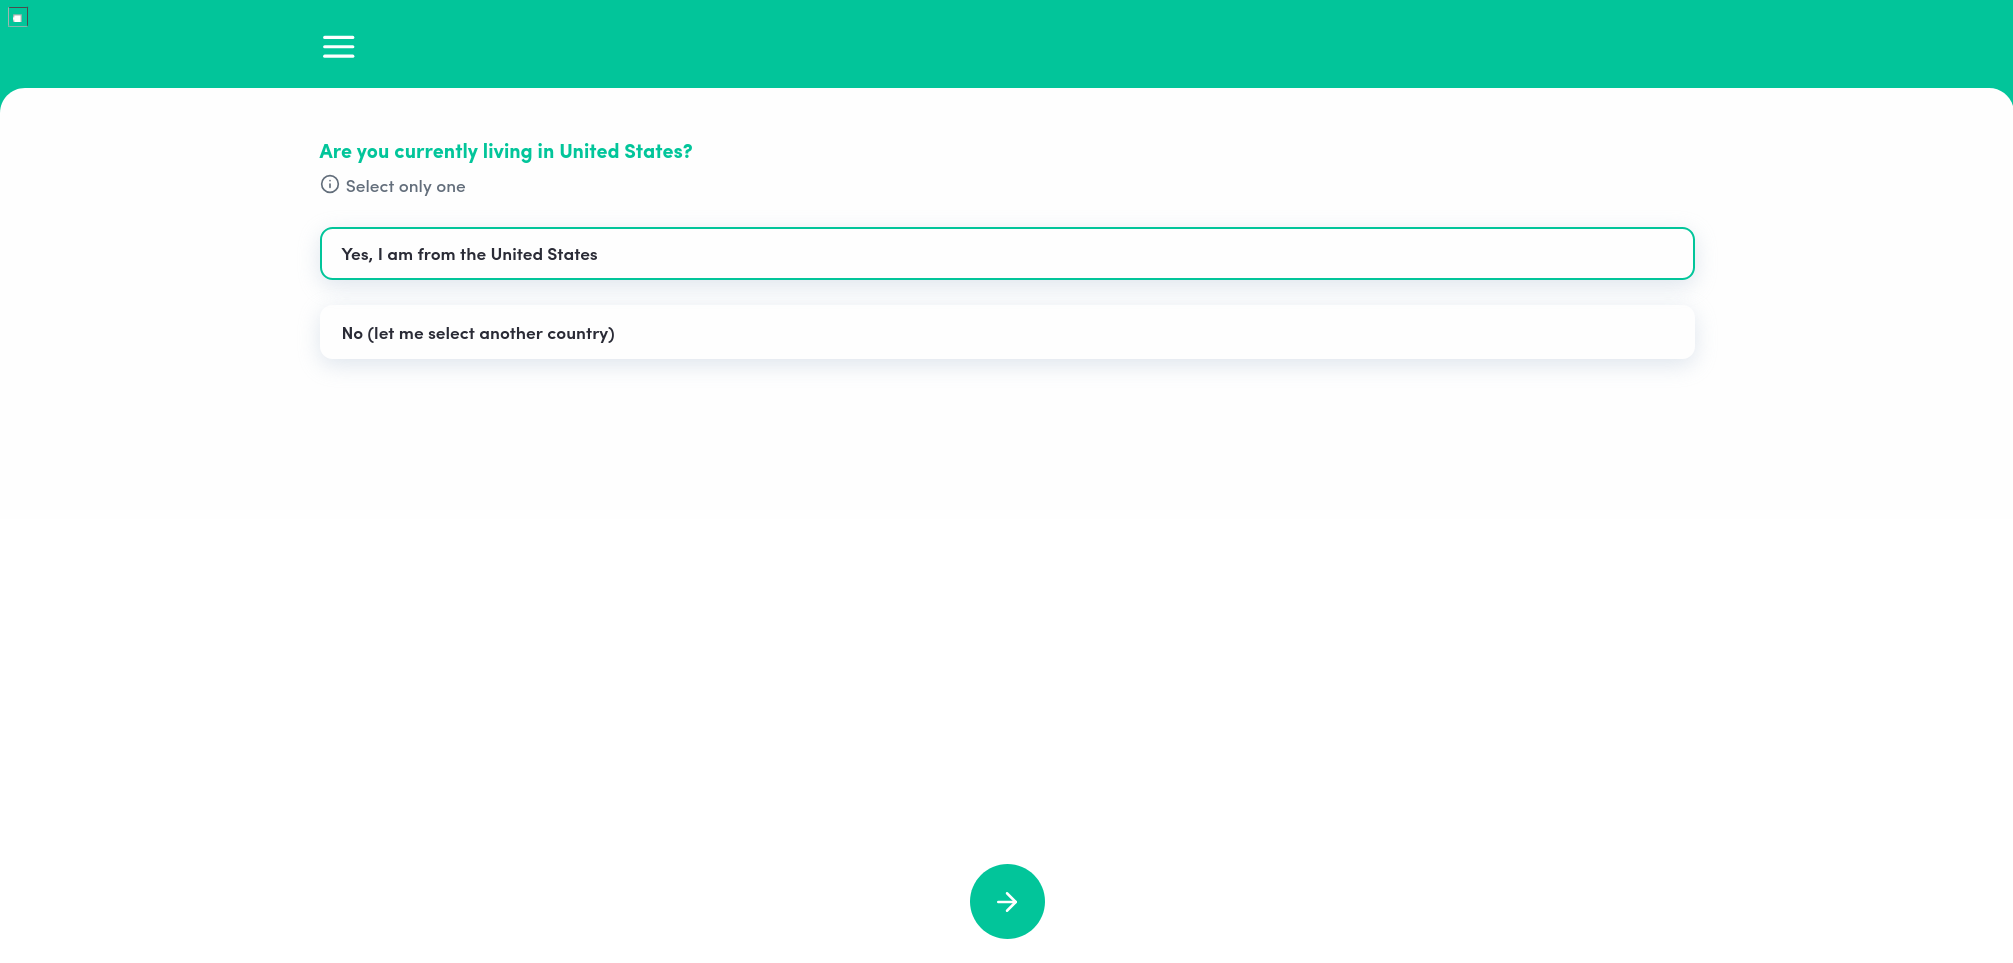 Are you currently living in United States?
Select only one
Yes, I am from the United States
No (let me select another country)